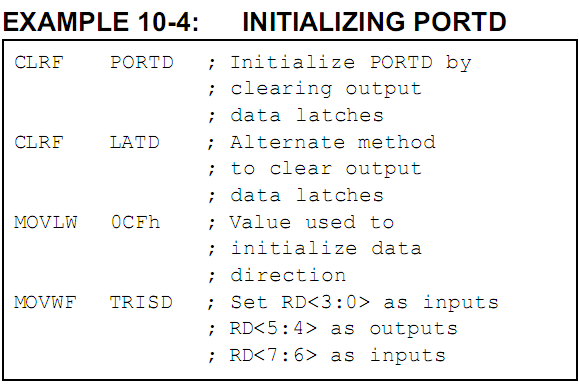 EXAMPLE 10-4: INITIALIZING PORTD
CLRF PORTD ; Initialize PORTD by
; clearing output
; data latches
CLRF LATD ; Alternate method
; to clear output
; data latches
MOVLW 0CFh ; Value used to
; initialize data
; direction
MOVWF TRISD ; Set RD<3:0> as inputs
; RD<5:4> as outputs
; RD<7:6> as inputs